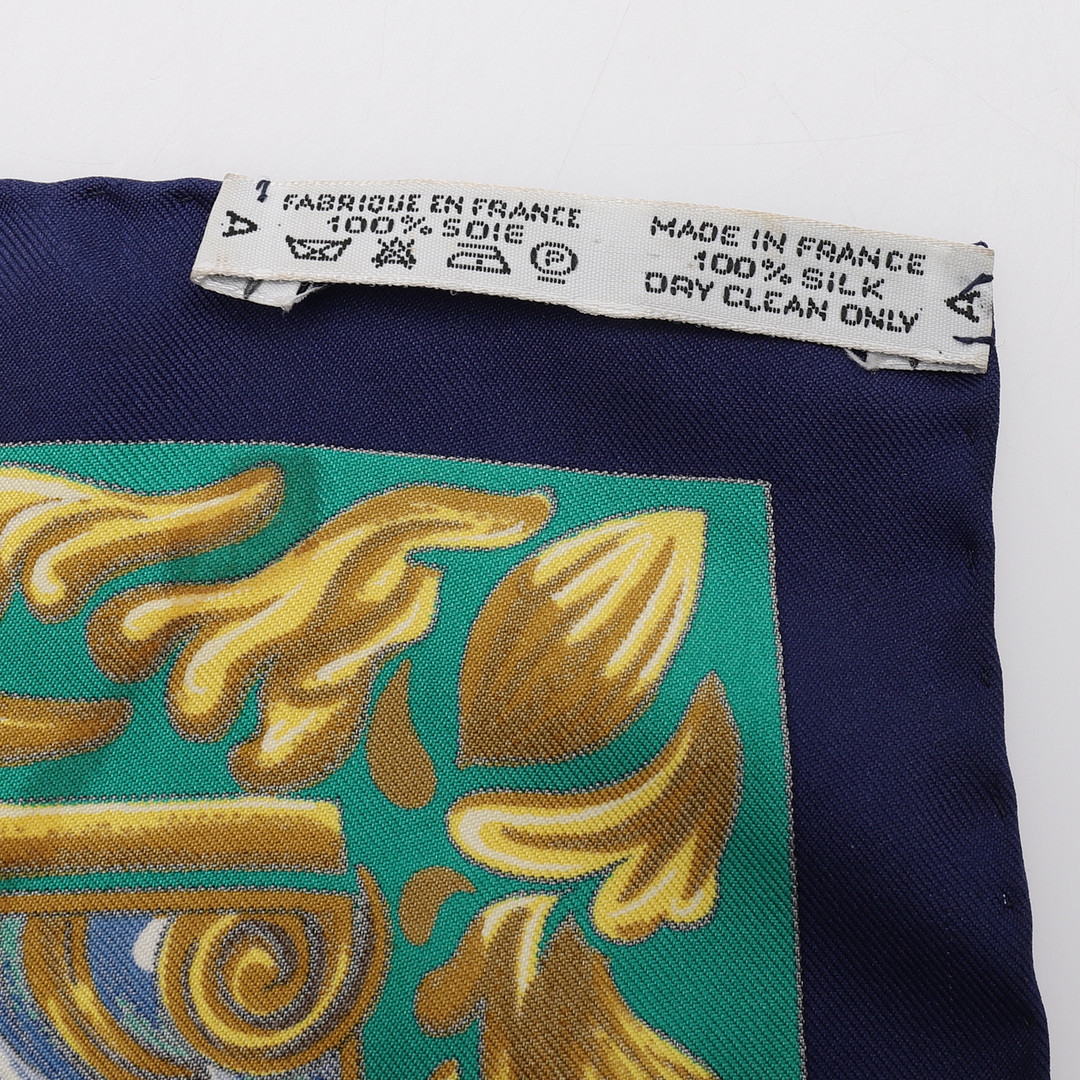 FABRIQUE EN FRANCE
100% SOIE
A
P
MADE IN FRANCE
100% SILK
DRY CLEAN ONLY
A